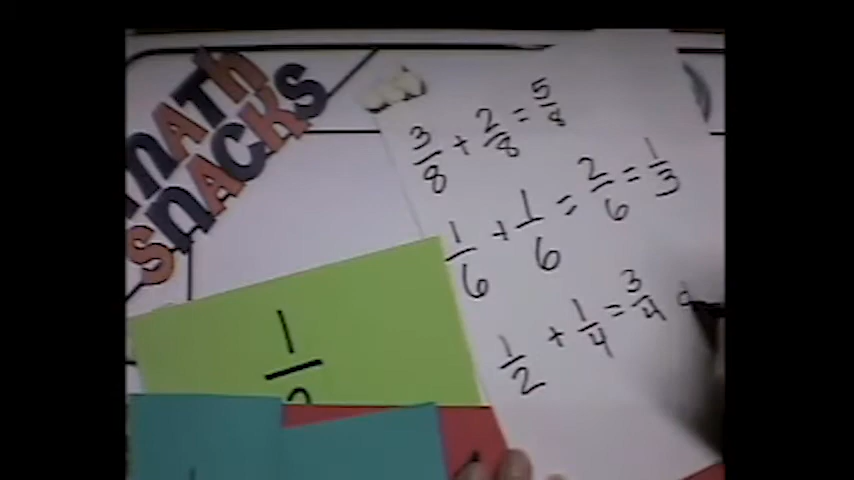 math
snacks
3/8 + 2/8 = 5/8
1/6 + 1/6 = 2/6 = 1/3
1/2 + 1/4 = 3/4
1